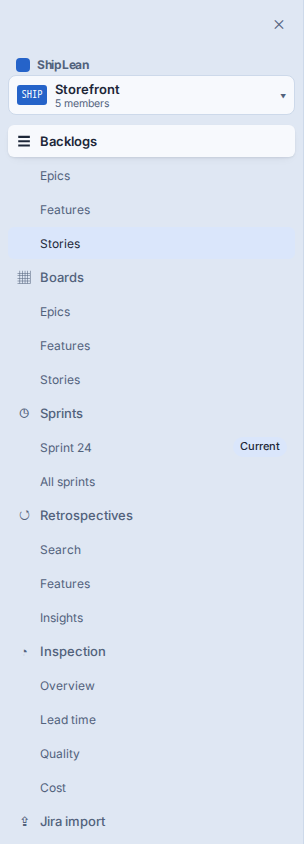 ShipLean
SHIP
Storefront
5 members
Backlogs
Epics
Features
Stories
Boards
Epics
Features
Stories
Sprints
Sprint 24 Current
All sprints
Retrospectives
Search
Features
Insights
Inspection
Overview
Lead time
Quality
Cost
Jira import